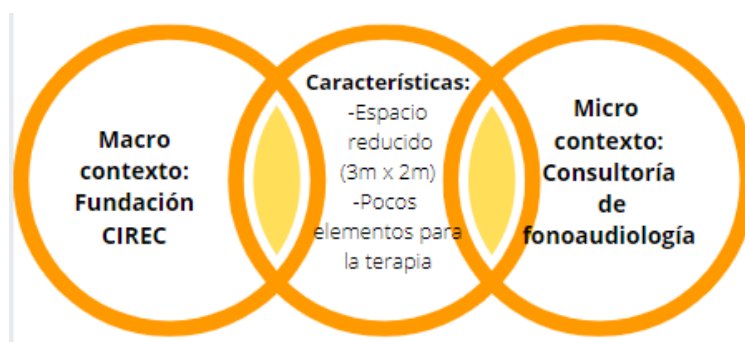 Macro
contexto:
Fundación
CIREC
Características:
-Espacio
reducido
(3m x 2m)
-Pocos
elementos para
la terapia
Micro
contexto:
Consultoría
de
fonoaudiología